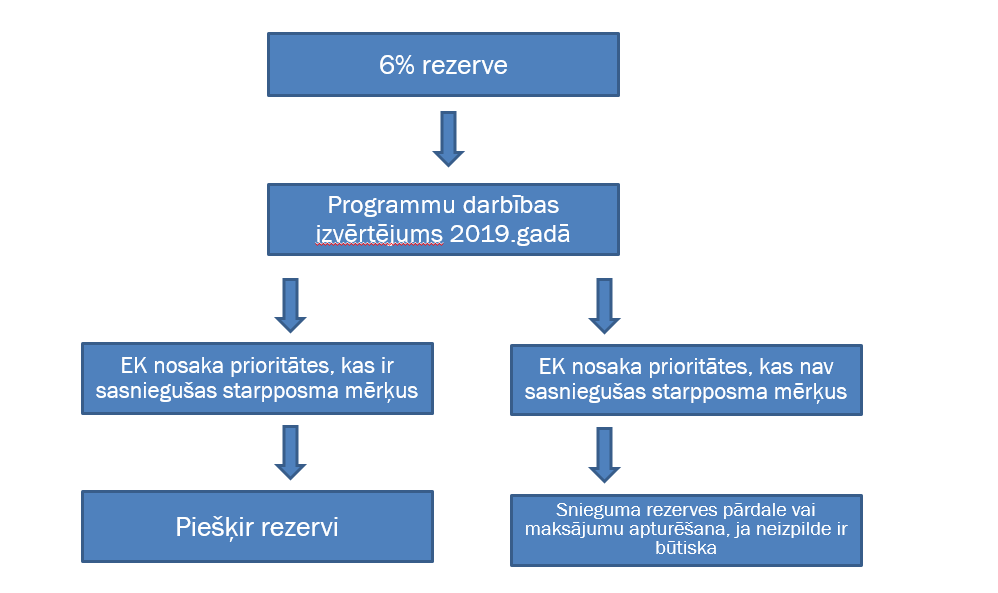 6% rezerve
Programmu darbības
izvērtējums 2019.gadā
EK nosaka prioritātes, kas ir
sasniegušas starpposma mērķus
EK nosaka prioritātes, kas nav
sasniegušas starpposma mērķus
Piešķir rezervi
Snieguma rezerves pārdale vai
maksājumu apturēšana, ja neizpilde ir
būtiska